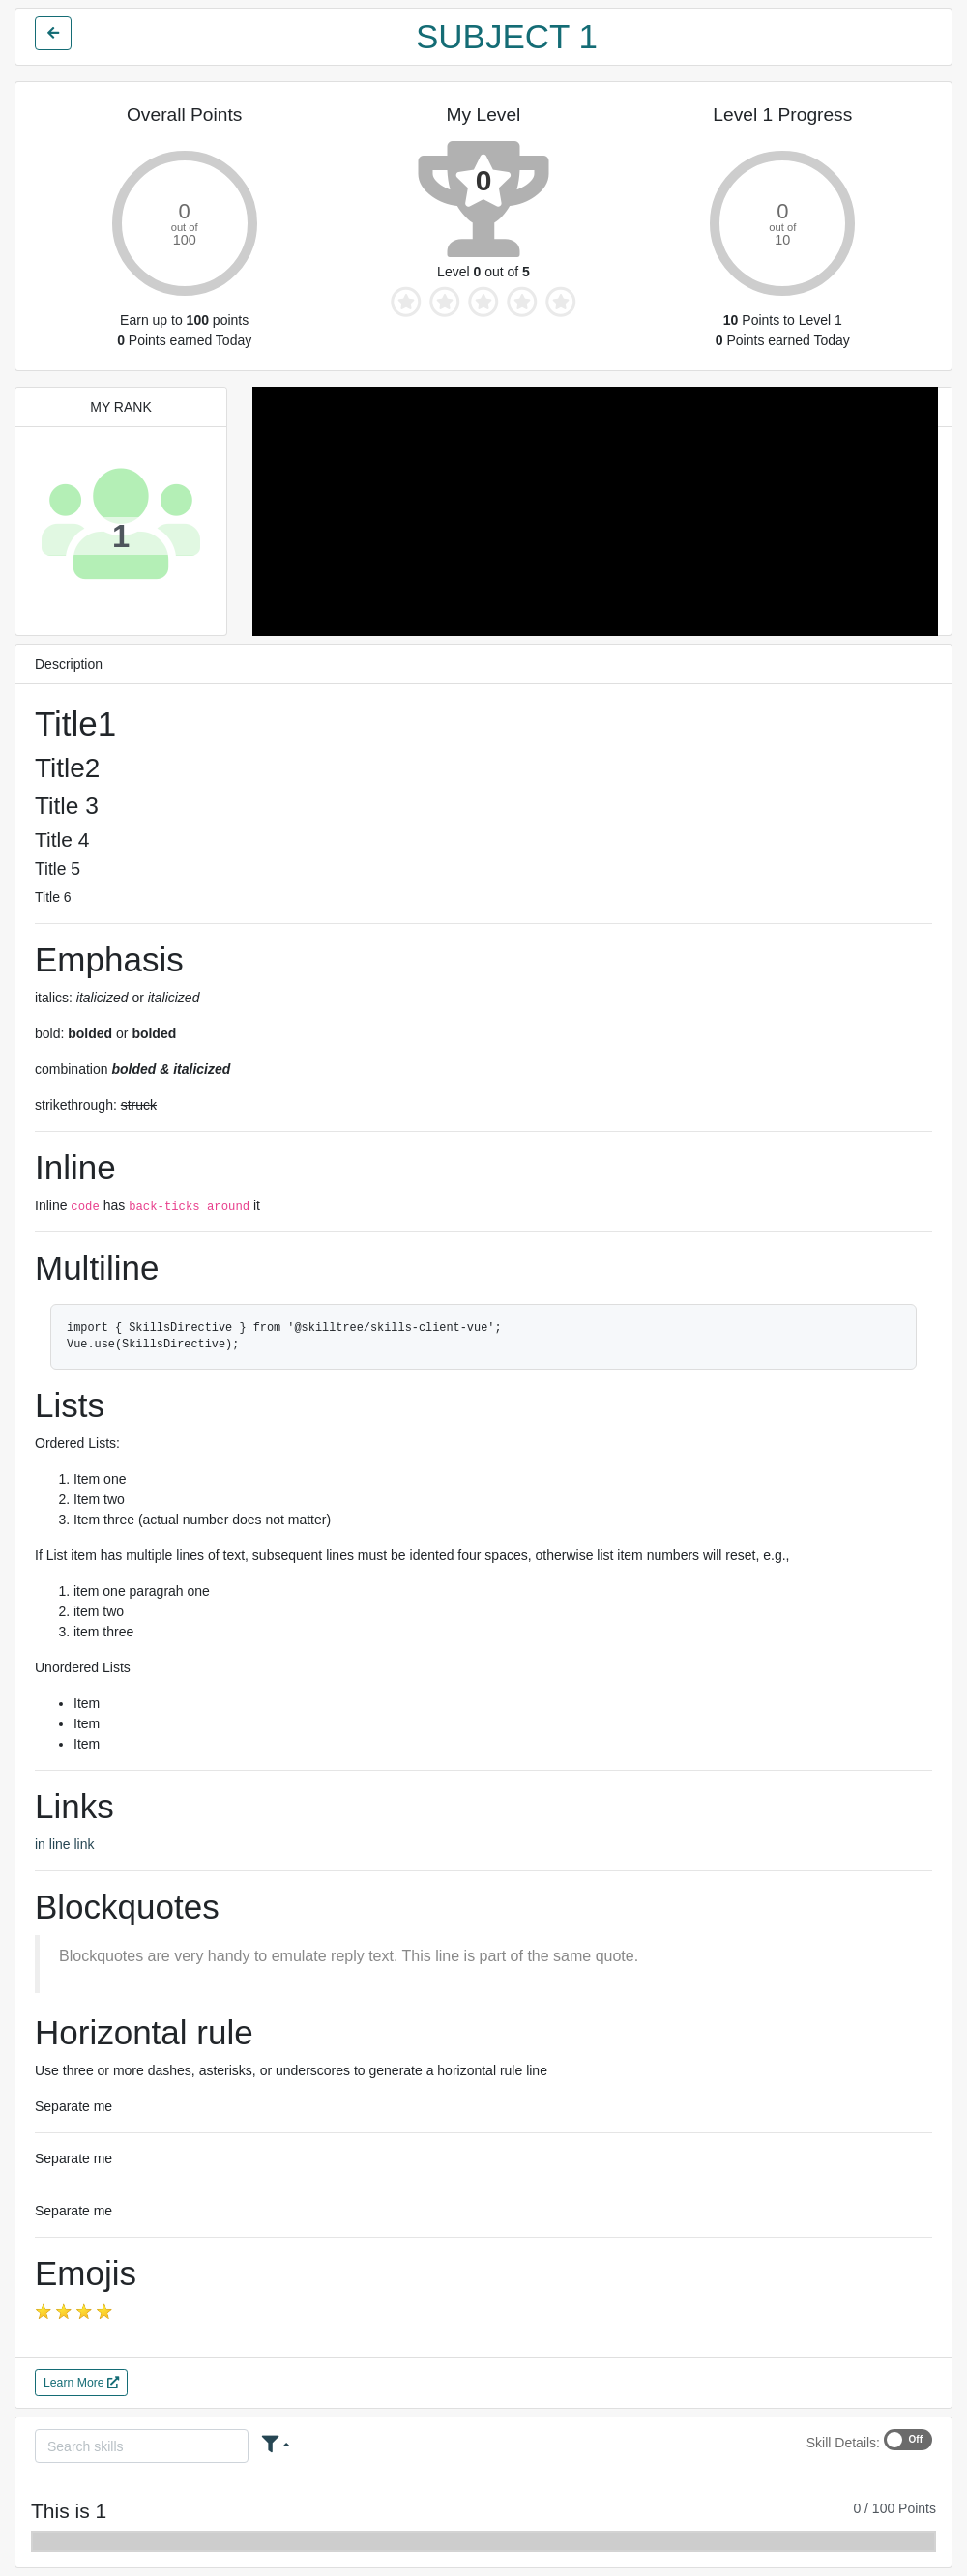 SUBJECT 1
Overall Points
My Level
Level 1 Progress
0
out of
100
0
0
out of
10
Level 0 out of 5
Earn up to 100 points
0 Points earned Today
10 Points to Level 1
0 Points earned Today
MY RANK
1
Description
Title1
Title2
Title 3
Title 4
Title 5
Title 6
Emphasis
italics: italicized or italicized
bold: bolded or bolded
combination bolded & italicized
strikethrough: struck
Inline
Inline code has back-ticks around it
Multiline
import { SkillsDirective } from '@skilltree/skills-client-vue';
Vue.use(SkillsDirective);
Lists
Ordered Lists:
1. Item one
2. Item two
3. Item three (actual number does not matter)
If List item has multiple lines of text, subsequent lines must be idented four spaces, otherwise list item numbers will reset, e.g.,
1. item one paragrah one
2. item two
3. item three
Unordered Lists
• Item
• Item
• Item
Links
in line link
Blockquotes
Blockquotes are very handy to emulate reply text. This line is part of the same quote.
Horizontal rule
Use three or more dashes, asterisks, or underscores to generate a horizontal rule line
Separate me
Separate me
Separate me
Emojis
Learn More
Search skills
Skill Details: Off
This is 1
0 / 100 Points